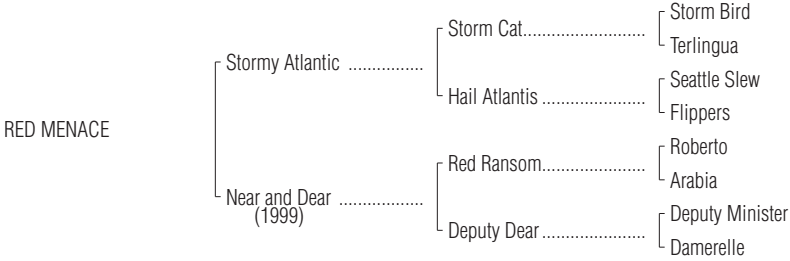 Storm Bird
Storm Cat..........................
Terlingua
Stormy Atlantic ................
Seattle Slew
Hail Atlantis ......................
Flippers
RED MENACE
Roberto
Red Ransom......................
Arabia
Near and Dear ..................
(1999)
Deputy Minister
Deputy Dear......................
Damerelle